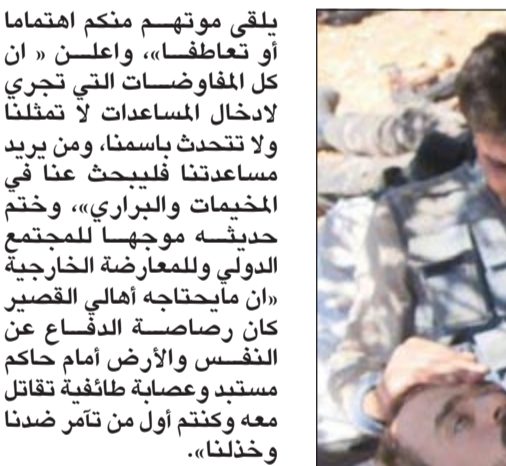 يلقى موتهم منكم اهتماما
أو تعاطفا»، واعلن « ان
كل المفاوضات التي تجري
لادخال المساعدات لا تمثلنا
ولا تتحدث باسمنا، ومن يريد
مساعدتنا فليبحث عنا في
المخيمات والبراري»، وختم
حديثه موجها للمجتمع
الدولي وللمعارضة الخارجية
«ان مايحتاجه أهالي القصير
كان رصاصة الدفاع عن
النفس والأرض أمام حاكم
مستبد وعصابة طائفية تقاتل
معه وكنتم أول من تآمر ضدنا
وخذلنا».